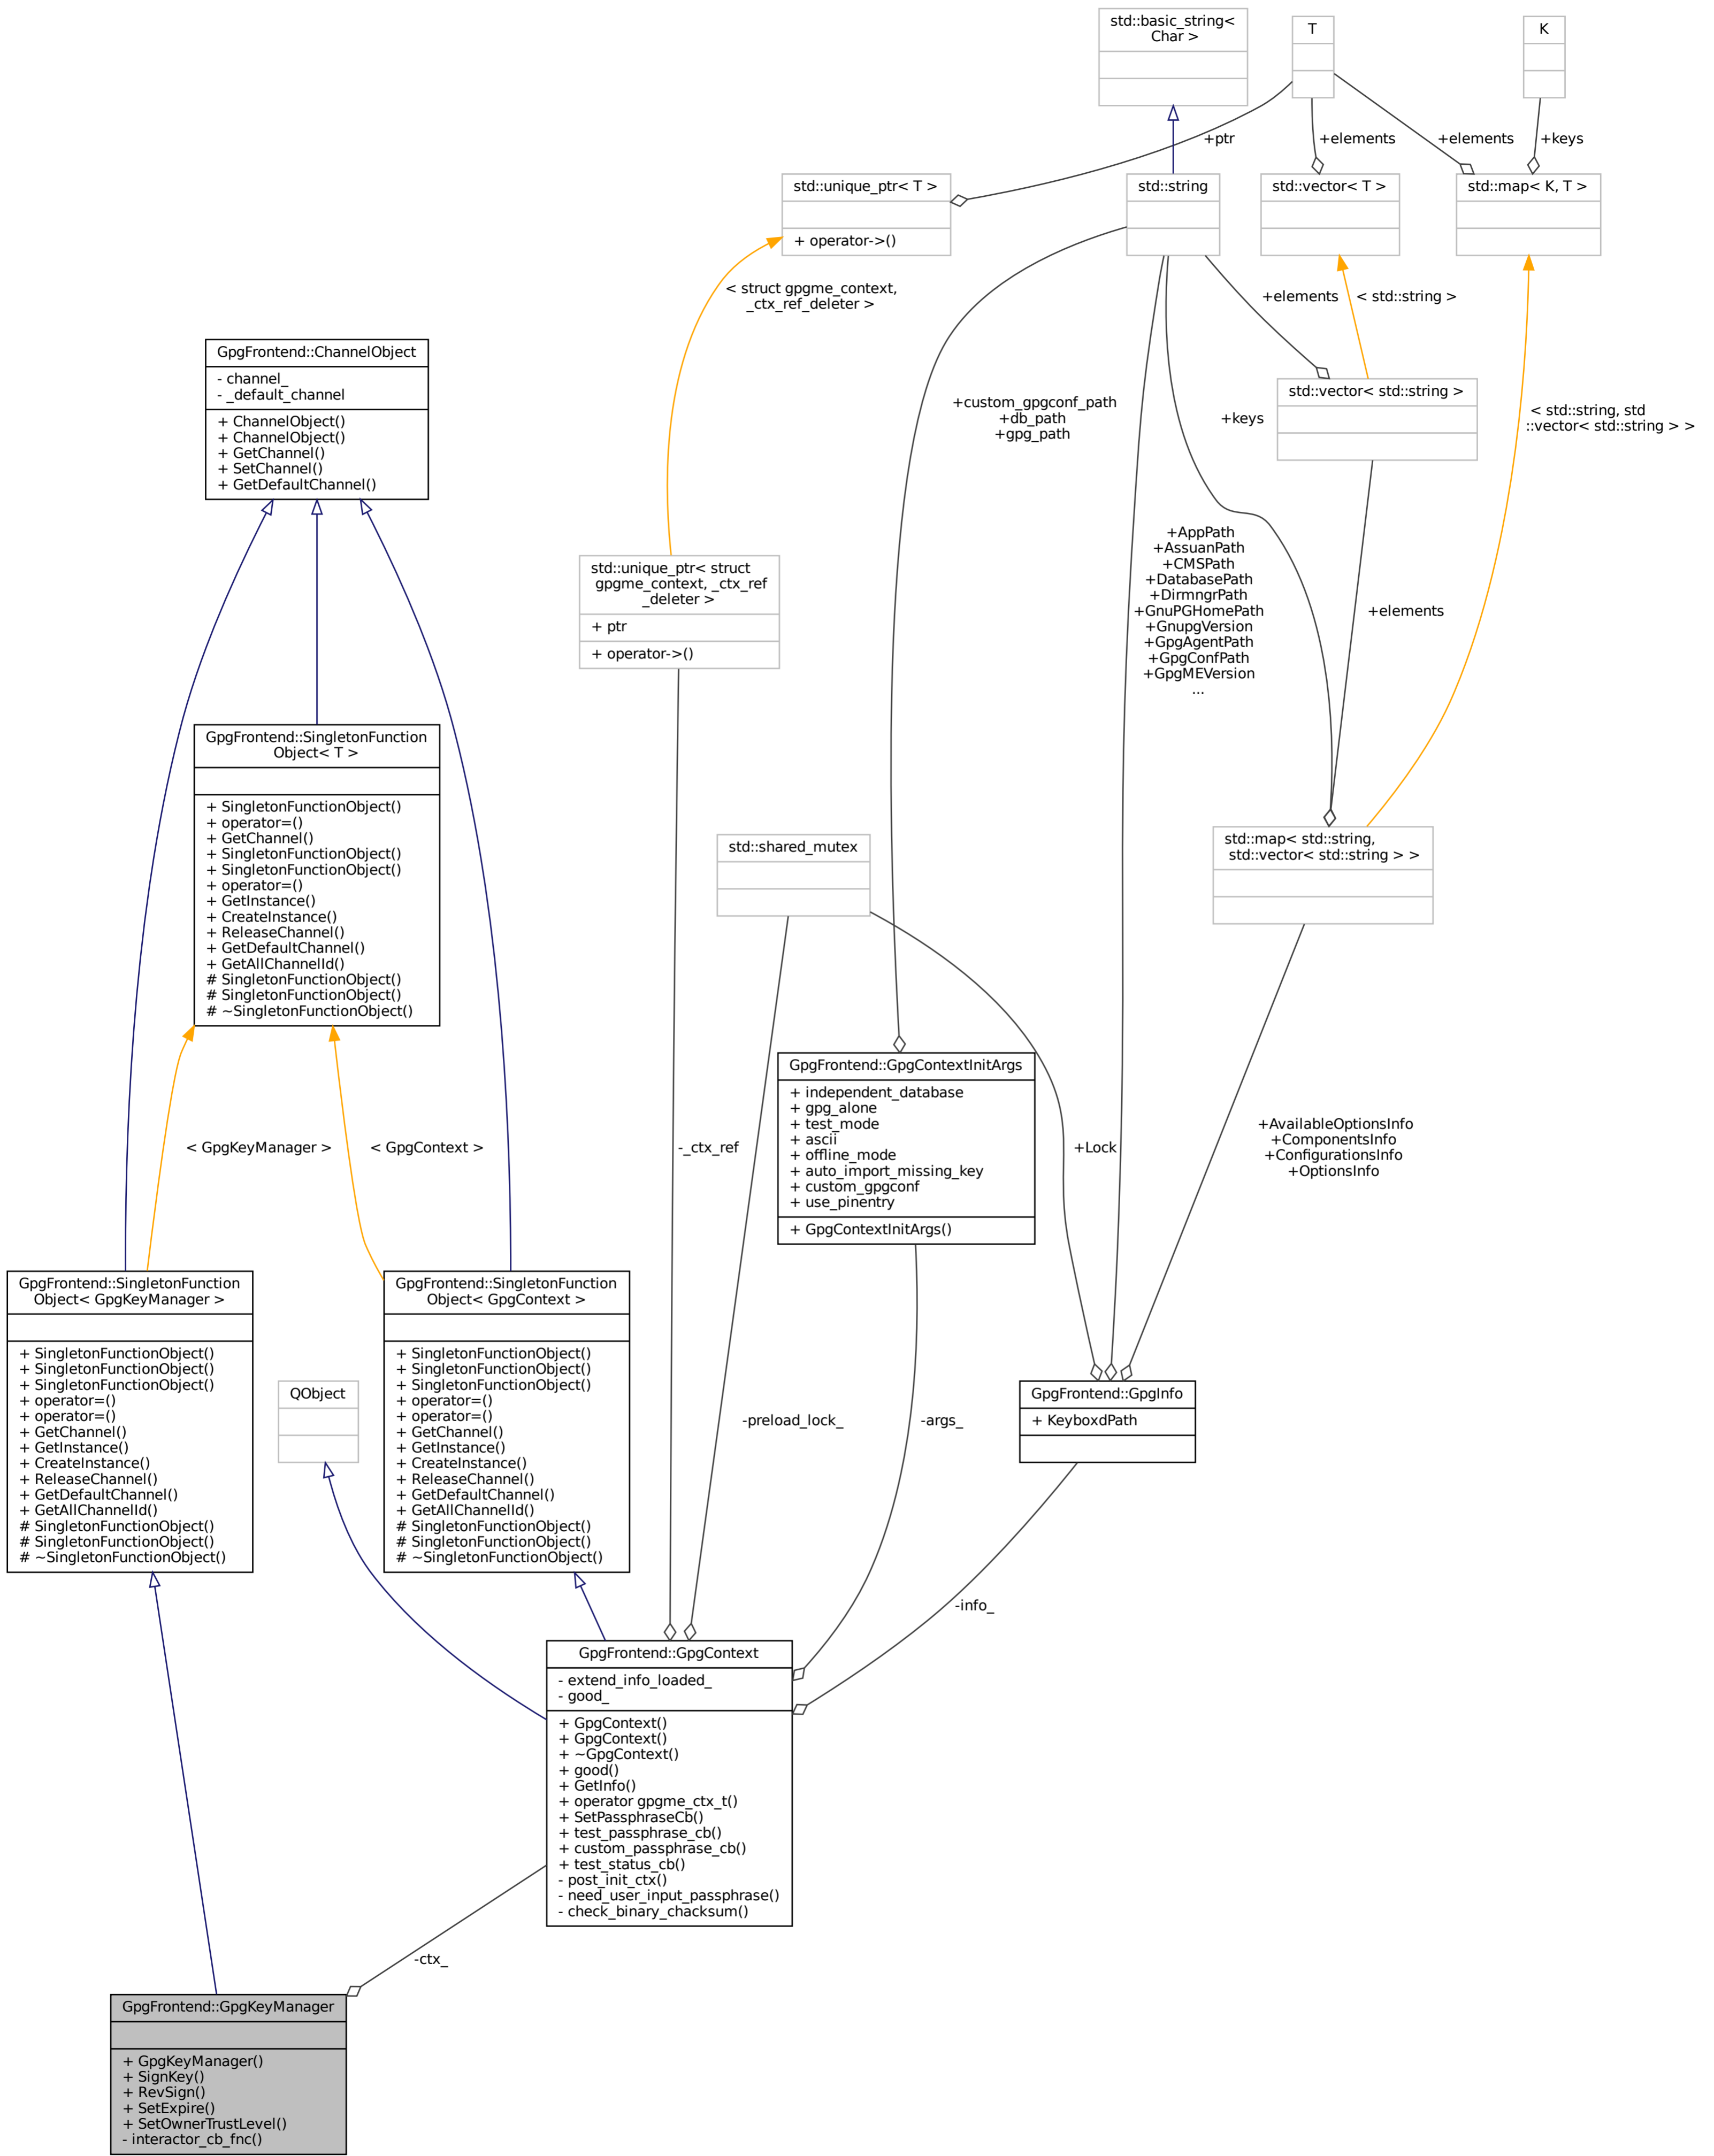 std::basic_string<
Char >
T
K
+ptr
+elements
+elements
+keys
std::unique_ptr< T >
+ operator->()
std::string
std::vector< T >
std::map< K, T >
< struct gpgme_context,
_ctx_ref_deleter >
+elements
< std::string >
GpgFrontend::ChannelObject
- channel_
- _default_channel
+ ChannelObject()
+ ChannelObject()
+ GetChannel()
+ SetChannel()
+ GetDefaultChannel()
+custom_gpgconf_path
+db_path
+gpg_path
+keys
std::vector< std::string >
< std::string, std
::vector< std::string > >
std::unique_ptr< struct
gpgme_context, _ctx_ref
_deleter >
+ ptr
+ operator->()
+AppPath
+AssuanPath
+CMSPath
+DatabasePath
+DirmngrPath
+GnuPGHomePath
+GnupgVersion
+GpgAgentPath
+GpgConfPath
+GpgMEVersion
...
+elements
GpgFrontend::SingletonFunction
Object< T >
+ SingletonFunctionObject()
+ operator=()
+ GetChannel()
+ SingletonFunctionObject()
+ SingletonFunctionObject()
+ operator=()
+ GetInstance()
+ CreateInstance()
+ ReleaseChannel()
+ GetDefaultChannel()
+ GetAllChannelId()
# SingletonFunctionObject()
# SingletonFunctionObject()
# ~SingletonFunctionObject()
std::shared_mutex
std::map< std::string,
std::vector< std::string > >
< GpgKeyManager >
< GpgContext >
-_ctx_ref
GpgFrontend::GpgContextInitArgs
+ independent_database
+ gpg_alone
+ test_mode
+ ascii
+ offline_mode
+ auto_import_missing_key
+ custom_gpgconf
+ use_pinentry
+ GpgContextInitArgs()
+Lock
+AvailableOptionsInfo
+ComponentsInfo
+ConfigurationsInfo
+OptionsInfo
GpgFrontend::SingletonFunction
Object< GpgKeyManager >
+ SingletonFunctionObject()
+ SingletonFunctionObject()
+ SingletonFunctionObject()
+ operator=()
+ operator=()
+ GetChannel()
+ GetInstance()
+ CreateInstance()
+ ReleaseChannel()
+ GetDefaultChannel()
+ GetAllChannelId()
# SingletonFunctionObject()
# SingletonFunctionObject()
# ~SingletonFunctionObject()
QObject
GpgFrontend::SingletonFunction
Object< GpgContext >
+ SingletonFunctionObject()
+ SingletonFunctionObject()
+ SingletonFunctionObject()
+ operator=()
+ operator=()
+ GetChannel()
+ GetInstance()
+ CreateInstance()
+ ReleaseChannel()
+ GetDefaultChannel()
+ GetAllChannelId()
# SingletonFunctionObject()
# SingletonFunctionObject()
# ~SingletonFunctionObject()
-preload_lock_
-args_
GpgFrontend::GpgInfo
+ KeyboxdPath
-info_
GpgFrontend::GpgContext
- extend_info_loaded_
- good_
+ GpgContext()
+ GpgContext()
+ ~GpgContext()
+ good()
+ GetInfo()
+ operator gpgme_ctx_t()
+ SetPassphraseCb()
+ test_passphrase_cb()
+ custom_passphrase_cb()
+ test_status_cb()
- post_init_ctx()
- need_user_input_passphrase()
- check_binary_chacksum()
-ctx_
GpgFrontend::GpgKeyManager
+ GpgKeyManager()
+ SignKey()
+ RevSign()
+ SetExpire()
+ SetOwnerTrustLevel()
- interactor_cb_fnc()